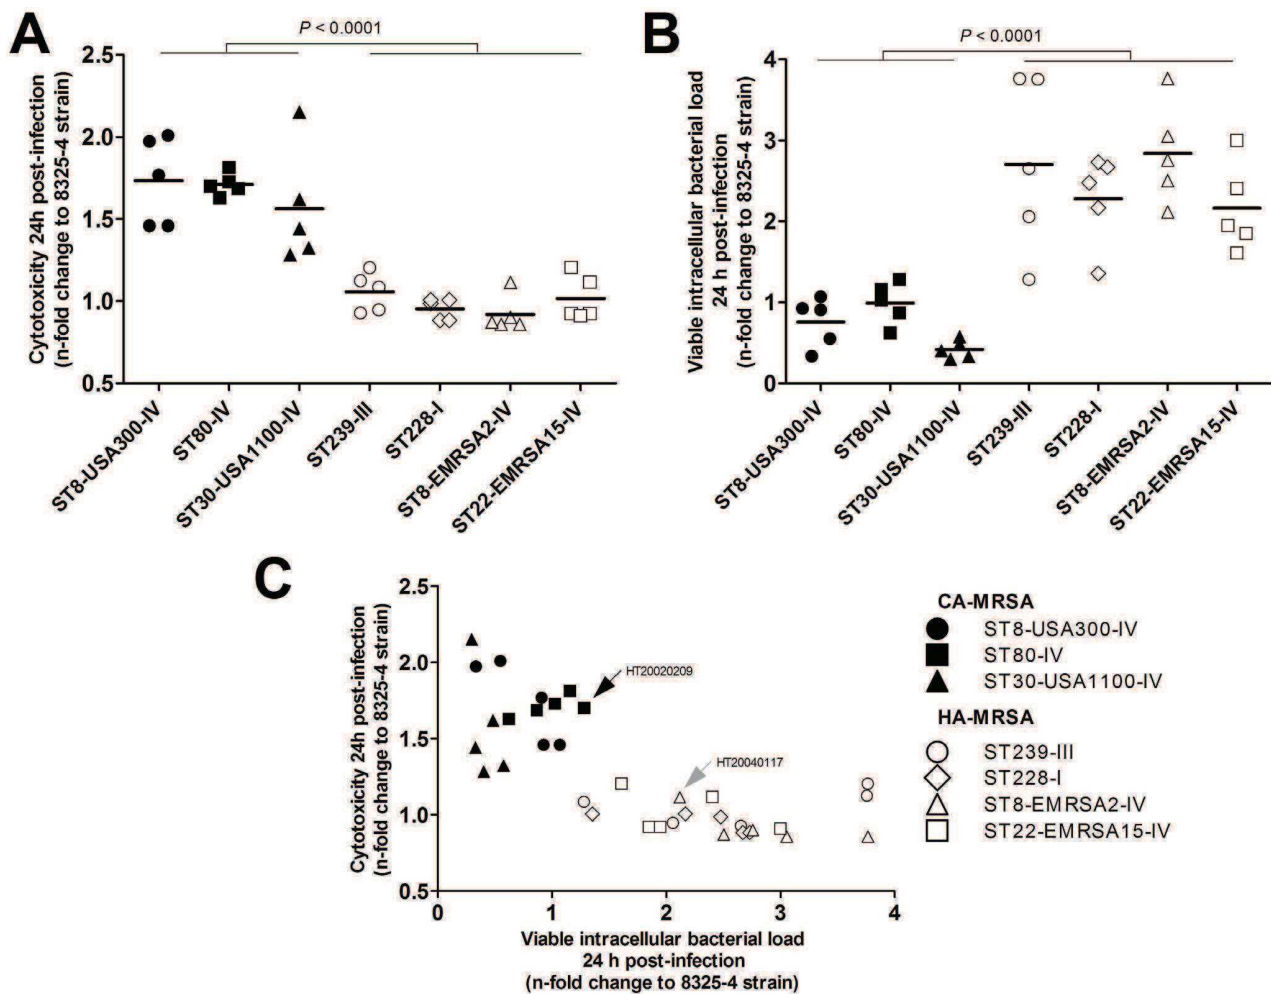 A
P < 0.0001
Cytotoxicity 24h post-infection
(n-fold change to 8325-4 strain)
2.5
2.0
1.5
1.0
0.5
ST8-USA300-IV
ST80-IV
ST30-USA1100-IV
ST239-III
ST228-I
ST8-EMRSA2-IV
ST22-EMRSA15-IV
B
P < 0.0001
Viable intracellular bacterial load
24 h post-infection
(n-fold change to 8325-4 strain)
4
3
2
1
0
ST8-USA300-IV
ST80-IV
ST30-USA1100-IV
ST239-III
ST228-I
ST8-EMRSA2-IV
ST22-EMRSA15-IV
C
Cytotoxicity 24h post-infection
(n-fold change to 8325-4 strain)
2.5
2.0
1.5
1.0
0.5
HT20020209
HT20040117
0 1 2 3 4
Viable intracellular bacterial load
24 h post-infection
(n-fold change to 8325-4 strain)
CA-MRSA
ST8-USA300-IV
ST80-IV
ST30-USA1100-IV
HA-MRSA
ST239-III
ST228-I
ST8-EMRSA2-IV
ST22-EMRSA15-IV